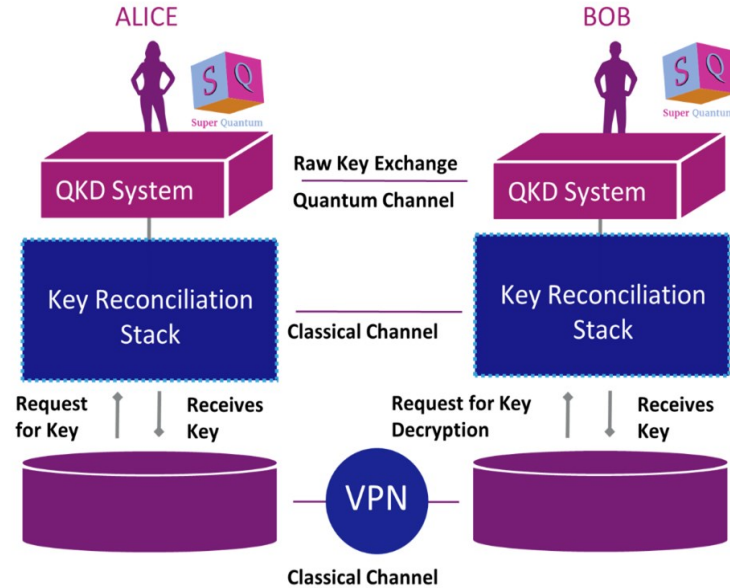 ALICE
BOB
S Q
Super Quantum
S Q
Super Quantum
QKD System
Raw Key Exchange
Quantum Channel
QKD System
Key Reconciliation
Stack
Classical Channel
Key Reconciliation
Stack
Request
for Key
Receives
Key
Request for Key
Decryption
Receives
Key
VPN
Classical Channel